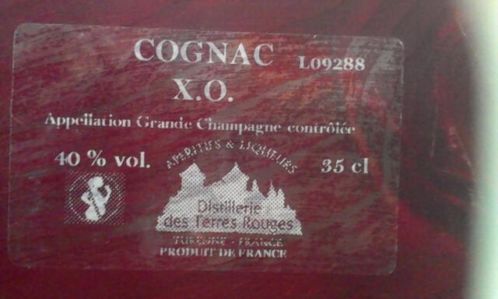 COGNAC L09288
X.O.
Appellation Grande Champagne contrôlée
40 % vol. 35 cl
APERITIFS & LIQUEURS
Distillerie
des Terres Rouges
TURENNE - FRANCE
PRODUIT DE FRANCE